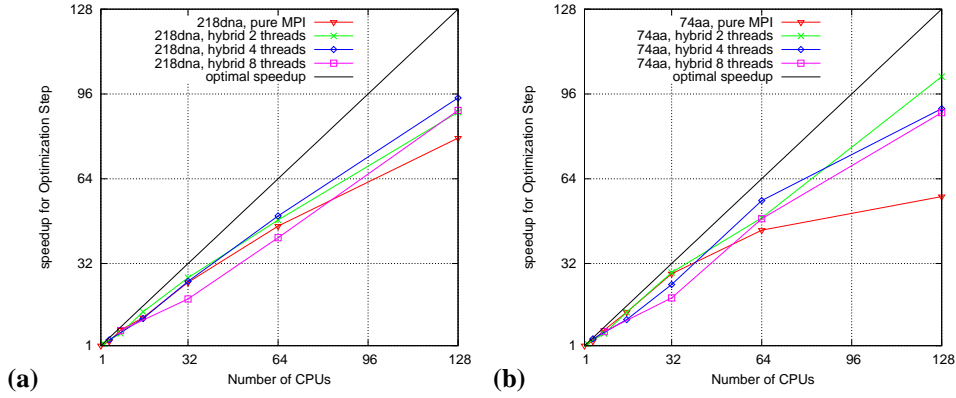 128
96
64
32
1
speedup for Optimization Step
218dna, pure MPI
218dna, hybrid 2 threads
218dna, hybrid 4 threads
218dna, hybrid 8 threads
optimal speedup
1 32 64 96 128
Number of CPUs
(a)
128
96
64
32
1
speedup for Optimization Step
74aa, pure MPI
74aa, hybrid 2 threads
74aa, hybrid 4 threads
74aa, hybrid 8 threads
optimal speedup
1 32 64 96 128
Number of CPUs
(b)